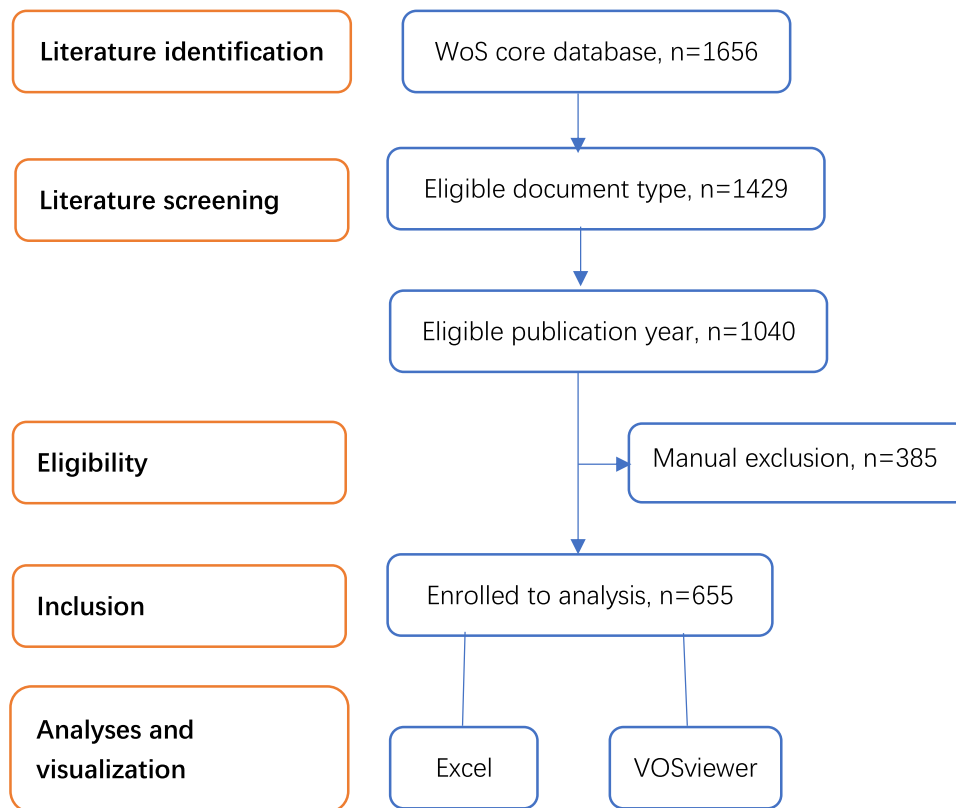 Literature identification
WoS core database, n=1656
Literature screening
Eligible document type, n=1429
Eligible publication year, n=1040
Eligibility
Manual exclusion, n=385
Inclusion
Enrolled to analysis, n=655
Analyses and
visualization
Excel
VOSviewer